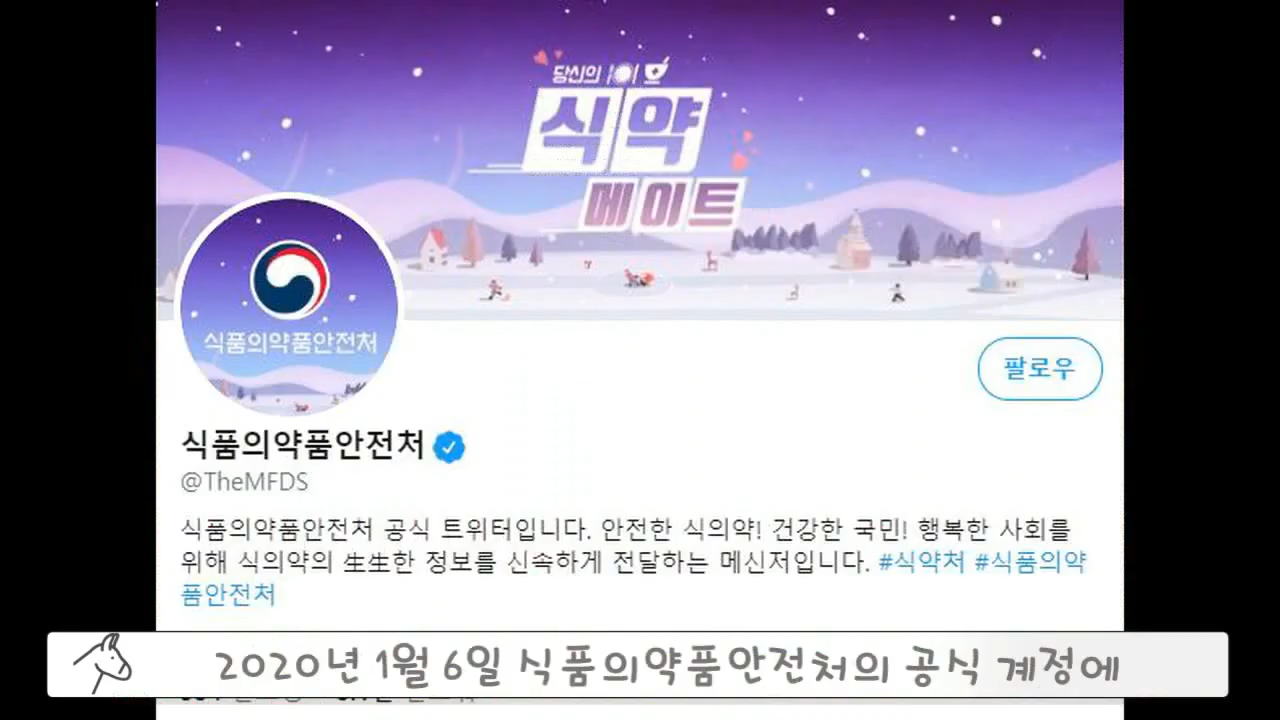 당신의
식약
메이트
식품의약품안전처
팔로우
식품의약품안전처
@TheMFDS
식품의약품안전처 공식 트위터입니다. 안전한 식의약! 건강한 국민! 행복한 사회를
위해 식의약의 生生한 정보를 신속하게 전달하는 메신저입니다. #식약처 #식품의약
품안전처
2020년 1월 6일 식품의약품안전처의 공식 계정에